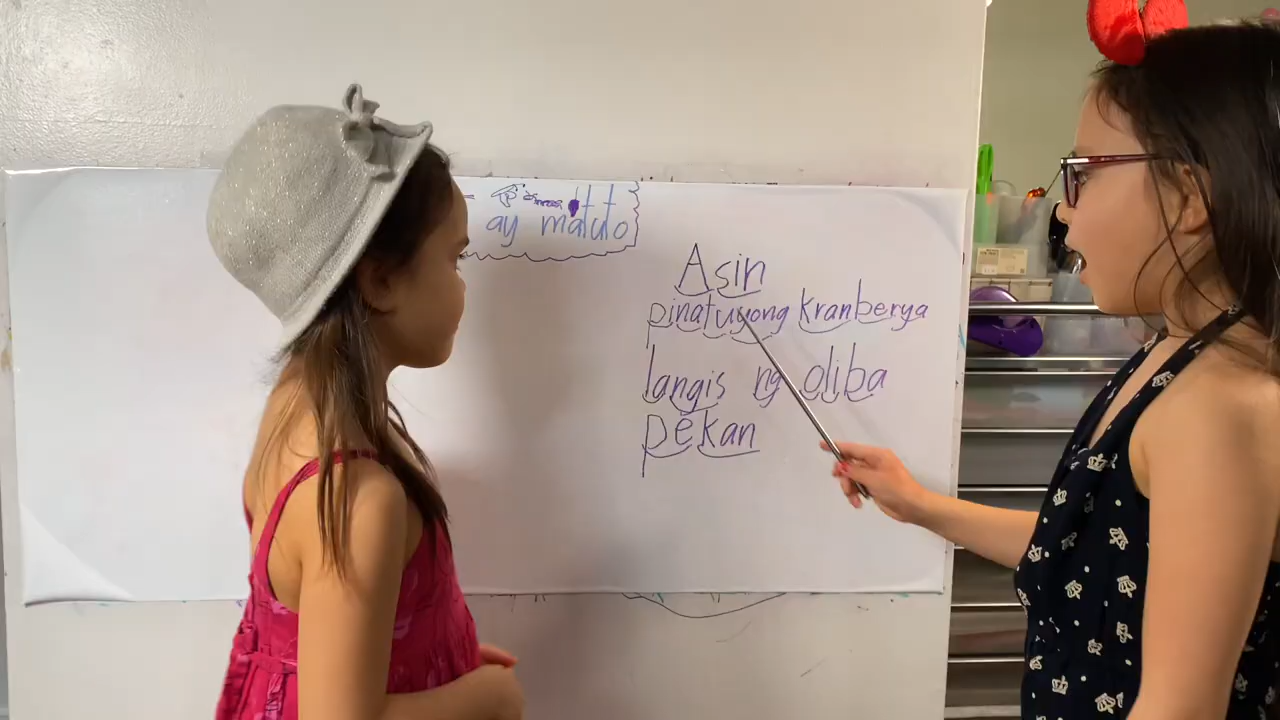 ay matuto
Asin
pinatuyong kranberya
langis ng oliba
pekan